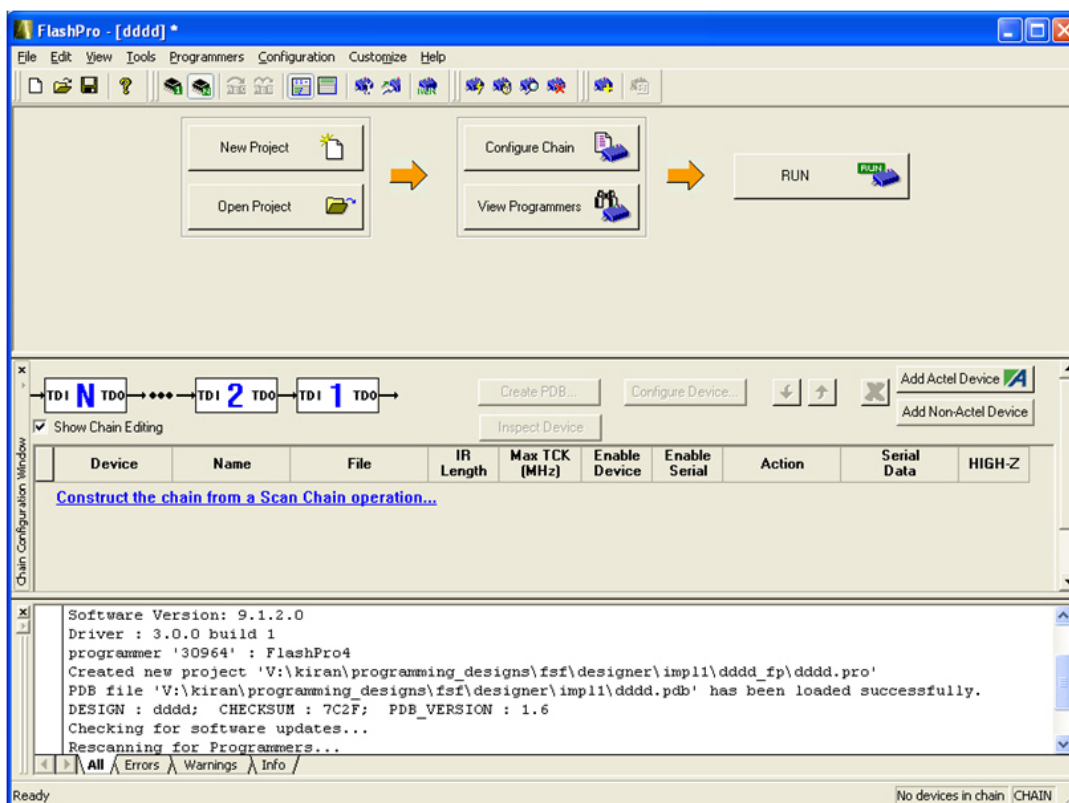 FlashPro - [dddd] *
File Edit View Tools Programmers Configuration Customize Help
New Project
Configure Chain
RUN
RUN
Open Project
View Programmers
TDI N TDO ••• TDI 2 TDO TDI 1 TDO
Create PDB...
Configure Device...
Add Actel Device
Show Chain Editing
Inspect Device
Add Non-Actel Device
Device Name File IR Length Max TCK (MHz) Enable Device Enable Serial Action Serial Data HIGH-Z
Construct the chain from a Scan Chain operation...
Chain Configuration Window
Software Version: 9.1.2.0
Driver : 3.0.0 build 1
programmer '30964' : FlashPro4
Created new project 'V:\kiran\programming_designs\fsf\designer\impl1\dddd_fp\dddd.pro'
PDB file 'V:\kiran\programming_designs\fsf\designer\impl1\dddd.pdb' has been loaded successfully.
DESIGN : dddd; CHECKSUM : 7C2F; PDB_VERSION : 1.6
Checking for software updates...
Rescanning for Programmers...
All Errors Warnings Info
Ready
No devices in chain CHAIN